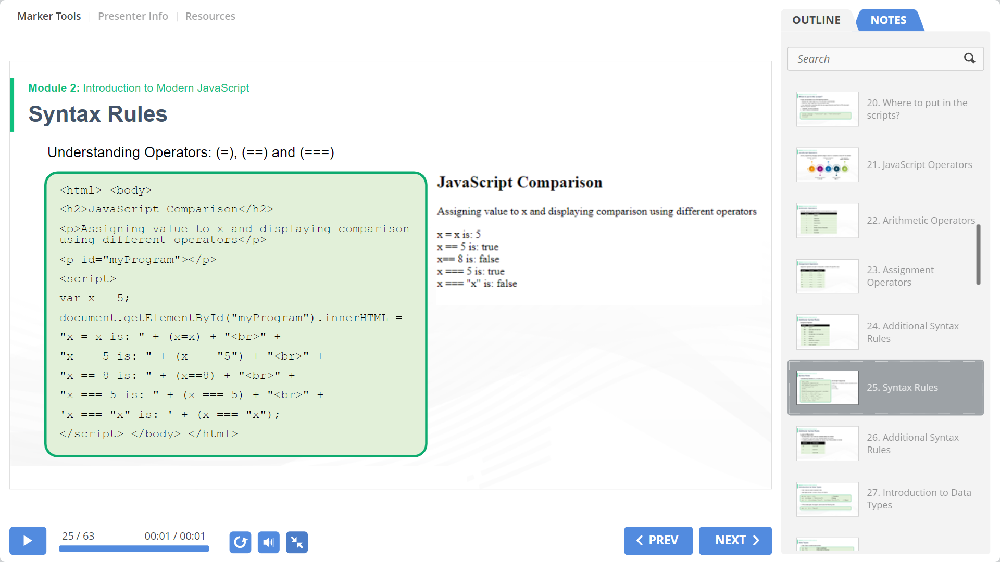 Marker Tools
Presenter Info
Resources
OUTLINE
NOTES
Search
Module 2: Introduction to Modern JavaScript
Syntax Rules
Understanding Operators: (=), (==) and (===)
<html> <body>
<h2>JavaScript Comparison</h2>
<p>Assigning value to x and displaying comparison
using different operators</p>
<p id="myProgram"></p>
<script>
var x = 5;
document.getElementById("myProgram").innerHTML =
"x = x is: " + (x=x) + "<br>" +
"x == 5 is: " + (x == "5") + "<br>" +
"x == 8 is: " + (x==8) + "<br>" +
"x === 5 is: " + (x === 5) + "<br>" +
'x === "x" is: ' + (x === "x");
</script> </body> </html>
JavaScript Comparison
Assigning value to x and displaying comparison using different operators
x = x is: 5
x == 5 is: true
x== 8 is: false
x === 5 is: true
x === "x" is: false
20. Where to put in the
scripts?
21. JavaScript Operators
22. Arithmetic Operators
23. Assignment
Operators
24. Additional Syntax
Rules
25. Syntax Rules
26. Additional Syntax
Rules
27. Introduction to Data
Types
25 / 63
00:01 / 00:01
PREV
NEXT